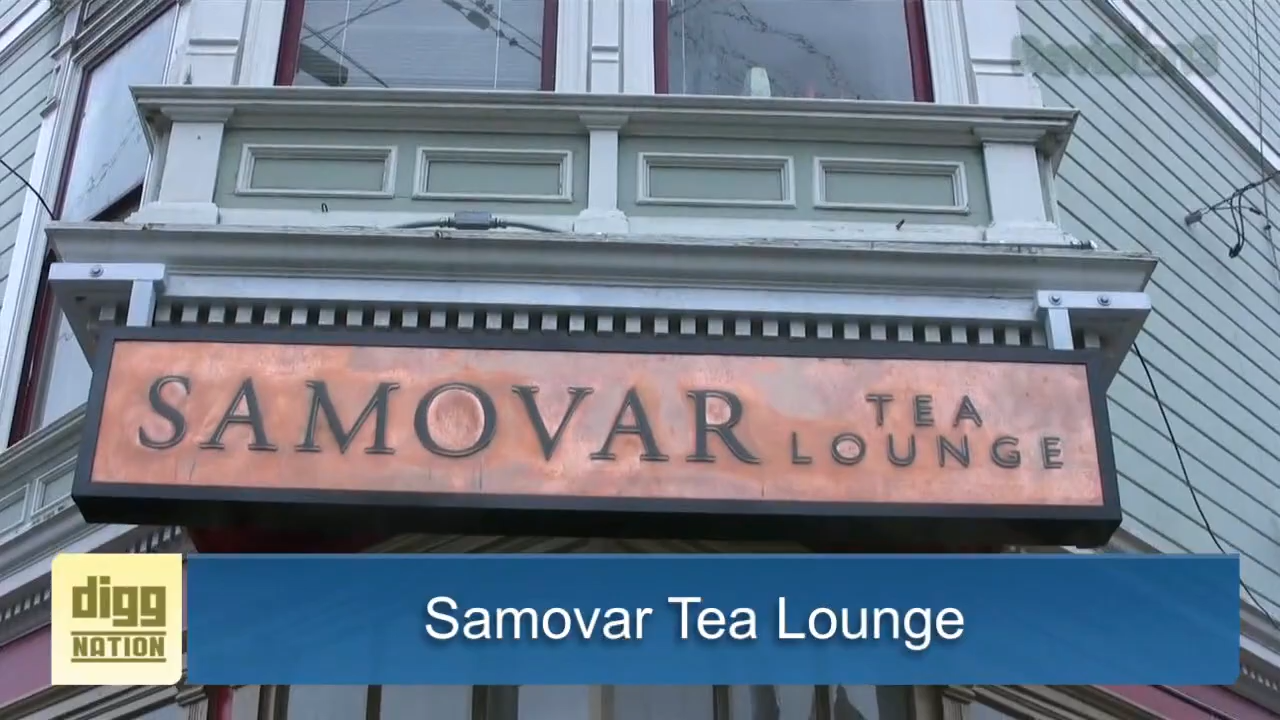 SAMOVAR
TEA
LOUNGE
digg
NATION
Samovar Tea Lounge